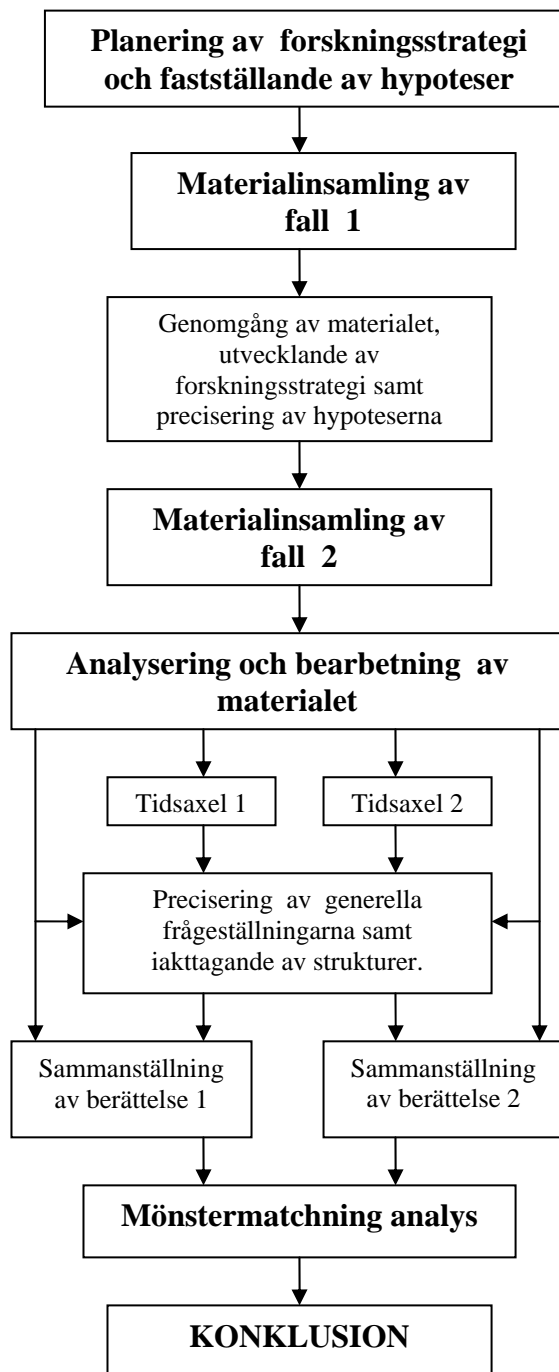 Planering av forskningsstrategi
och fastställande av hypoteser
Materialinsamling av
fall 1
Genomgång av materialet,
utvecklande av
forskningsstrategi samt
precisering av hypoteserna
Materialinsamling av
fall 2
Analysering och bearbetning av
materialet
Tidsaxel 1
Tidsaxel 2
Precisering av generella
frågeställningarna samt
iakttagande av strukturer.
Sammanställning
av berättelse 1
Sammanställning
av berättelse 2
Mönstermatchning analys
KONKLUSION